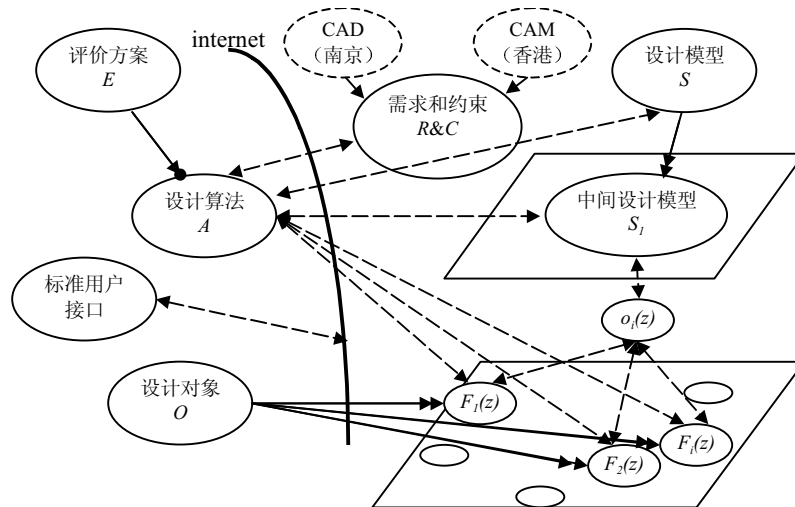 评价方案
E
internet
CAD
（南京）
CAM
（香港）
设计模型
S
需求和约束
R&C
设计算法
A
中间设计模型
S1
标准用户
接口
oi(z)
设计对象
O
F1(z)
F2(z)
Fi(z)